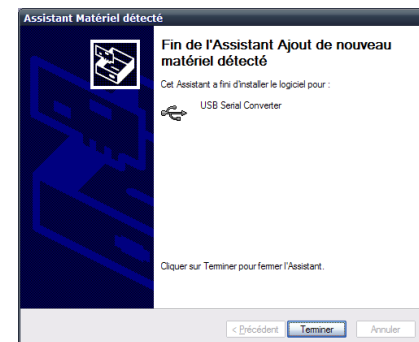 Assistant Matériel détecté
Fin de l'Assistant Ajout de nouveau
matériel détecté
Cet Assistant a fini d'installer le logiciel pour :
USB Serial Converter
Cliquer sur Terminer pour fermer l'Assistant.
< Précédent Terminer Annuler